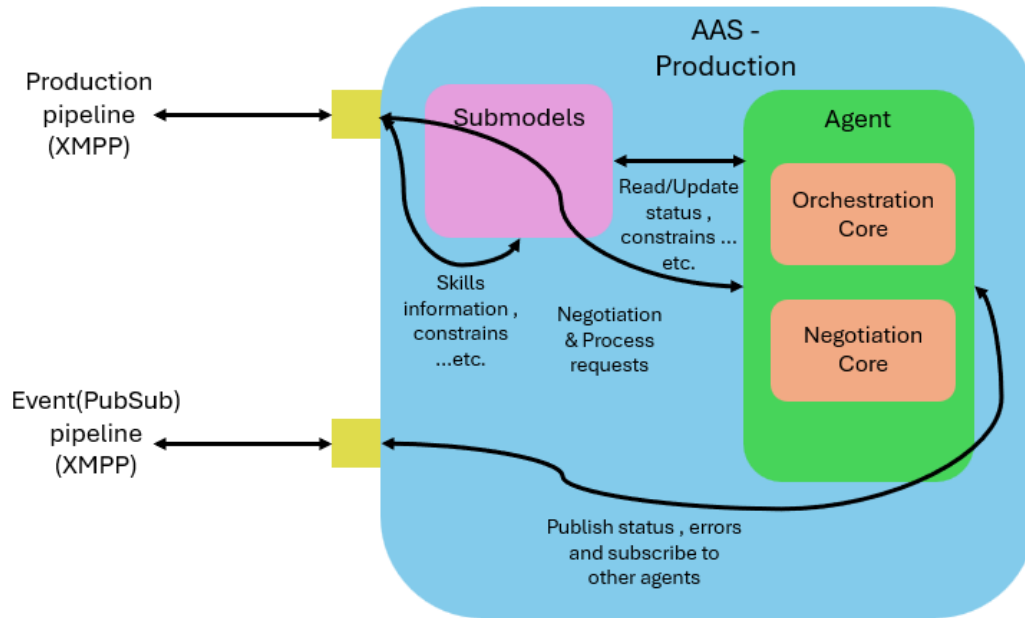 AAS -
Production
Production
pipeline
(XMPP)
Submodels
Agent
Read/Update
status ,
constrains ...
etc.
Orchestration
Core
Skills
information ,
constrains
...etc.
Negotiation
& Process
requests
Negotiation
Core
Event(PubSub)
pipeline
(XMPP)
Publish status , errors
and subscribe to
other agents